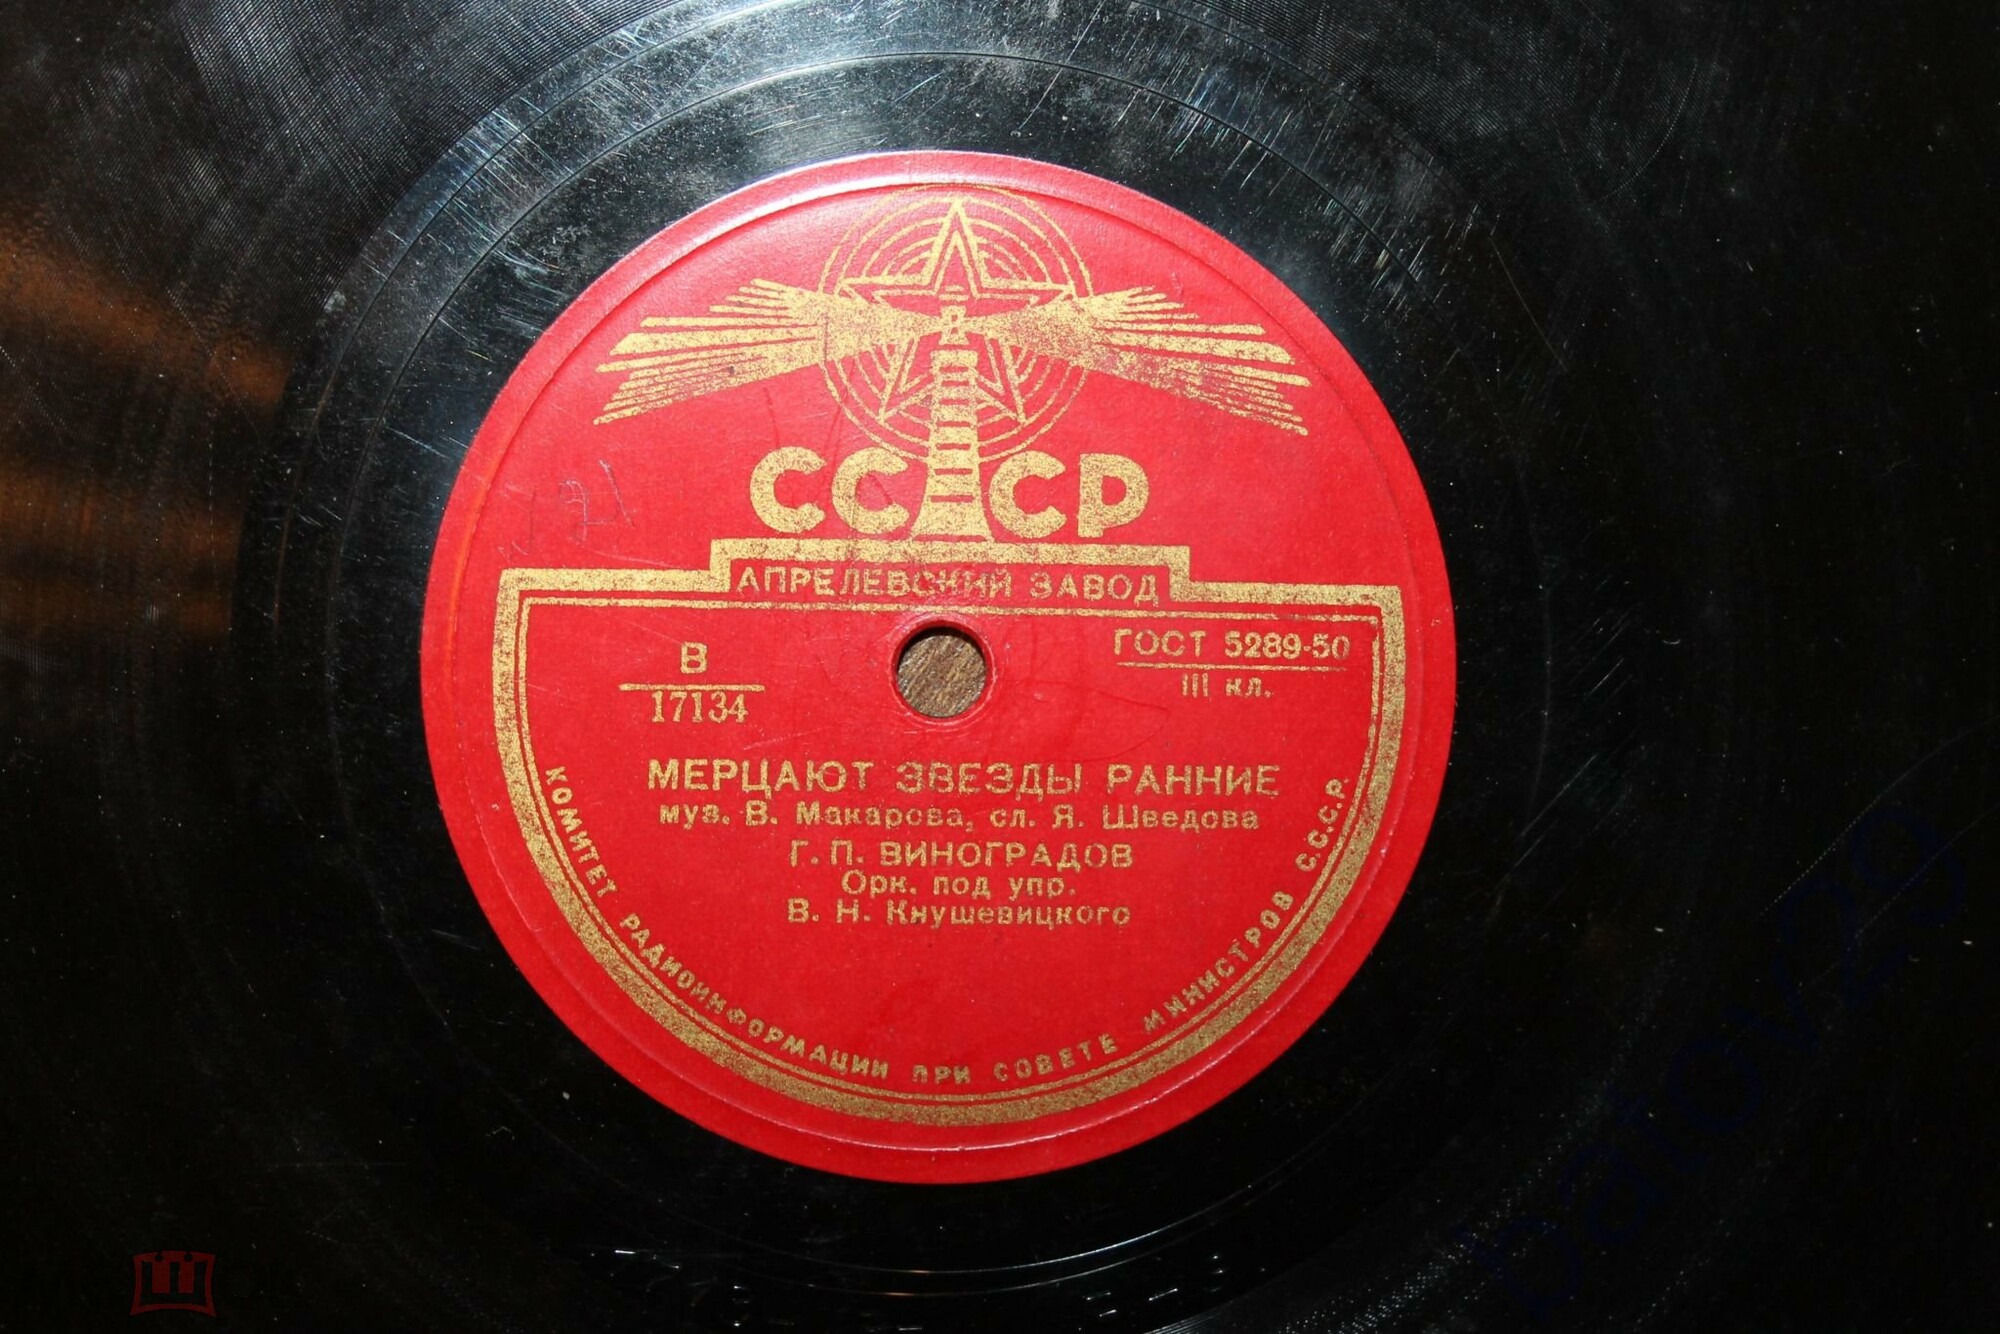 СССР
АПРЕЛЕВСКИЙ ЗАВОД
В
17134
ГОСТ 5289-50
III кл.
МЕРЦАЮТ ЗВЕЗДЫ РАННИЕ
муз. В. Макарова, сл. Я. Шведова
Г. П. ВИНОГРАДОВ
Орк. под упр.
В. Н. Кнушевицкого
КОМИТЕТ РАДИОИНФОРМАЦИИ ПРИ СОВЕТЕ МИНИСТРОВ С.С.С.Р.